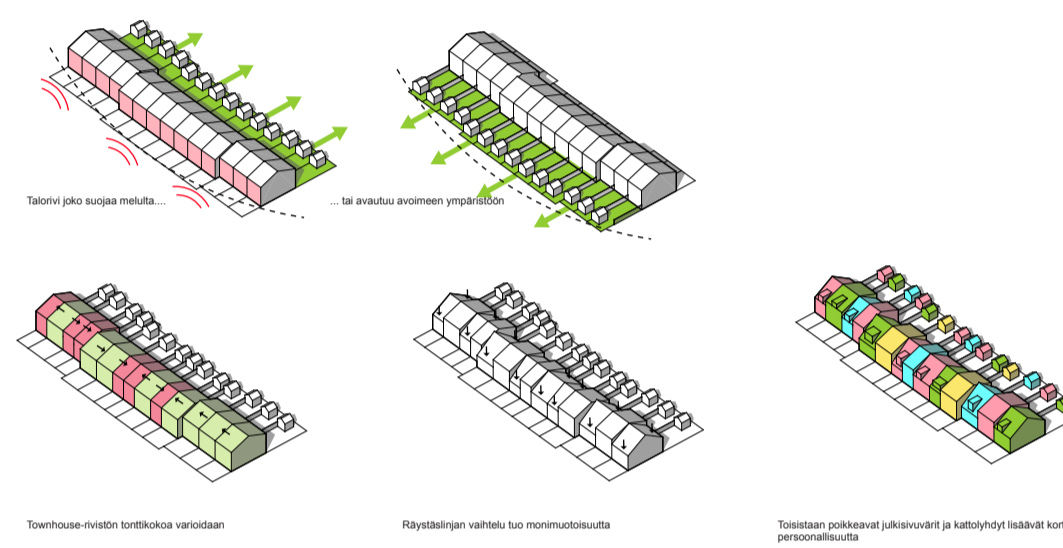 Talorivi joko suojaa melulta....
... tai avautuu avoimeen ympäristöön
Townhouse-rivistön tonttikokoa varioidaan
Räystäslinjan vaihtelu tuo monimuotoisuutta
Toisistaan poikkeavat julkisivuvärit ja kattolyhdyt lisäävät
persoonallisuutta